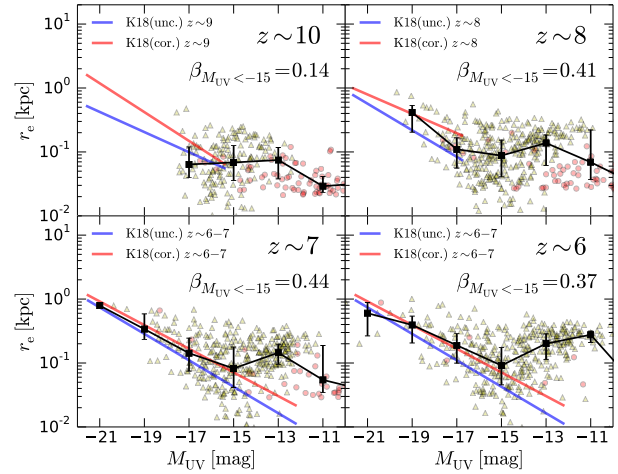 K18(unc.) z∼9
K18(cor.) z∼9
z∼10
β_{M_UV<−15}=0.14
K18(unc.) z∼8
K18(cor.) z∼8
z∼8
β_{M_UV<−15}=0.41
r_e [kpc]
10^1
10^0
10^{-1}
10^{-2}
K18(unc.) z∼6−7
K18(cor.) z∼6−7
z∼7
β_{M_UV<−15}=0.44
K18(unc.) z∼6−7
K18(cor.) z∼6−7
z∼6
β_{M_UV<−15}=0.37
r_e [kpc]
10^1
10^0
10^{-1}
10^{-2}
−21 −19 −17 −15 −13 −11
−21 −19 −17 −15 −13 −11
M_UV [mag]
M_UV [mag]